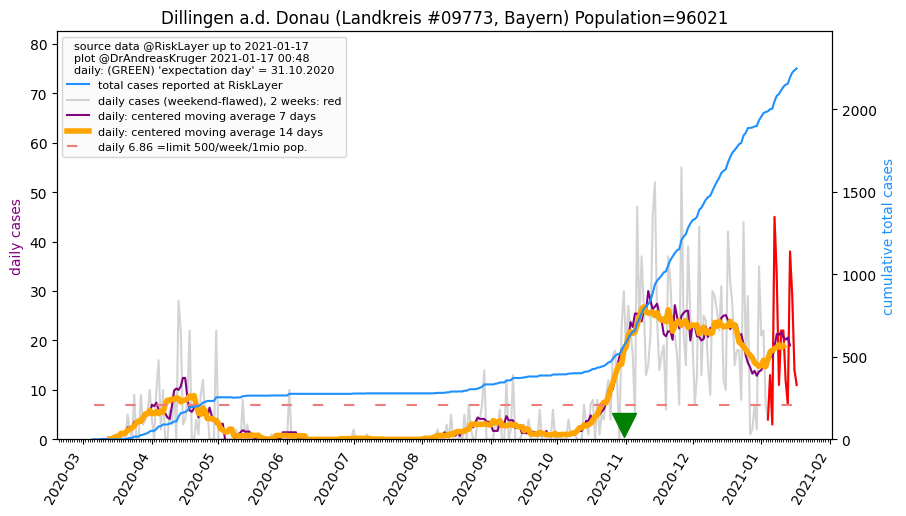 Dillingen a.d. Donau (Landkreis #09773, Bayern) Population=96021
source data @RiskLayer up to 2021-01-17
plot @DrAndreasKruger 2021-01-17 00:48
daily: (GREEN) 'expectation day' = 31.10.2020
total cases reported at RiskLayer
daily cases (weekend-flawed), 2 weeks: red
daily: centered moving average 7 days
daily: centered moving average 14 days
daily 6.86 =limit 500/week/1mio pop.
daily cases
80
70
60
50
40
30
20
10
0
cumulative total cases
2000
1500
1000
500
0
2020-03
2020-04
2020-05
2020-06
2020-07
2020-08
2020-09
2020-10
2020-11
2020-12
2021-01
2021-02